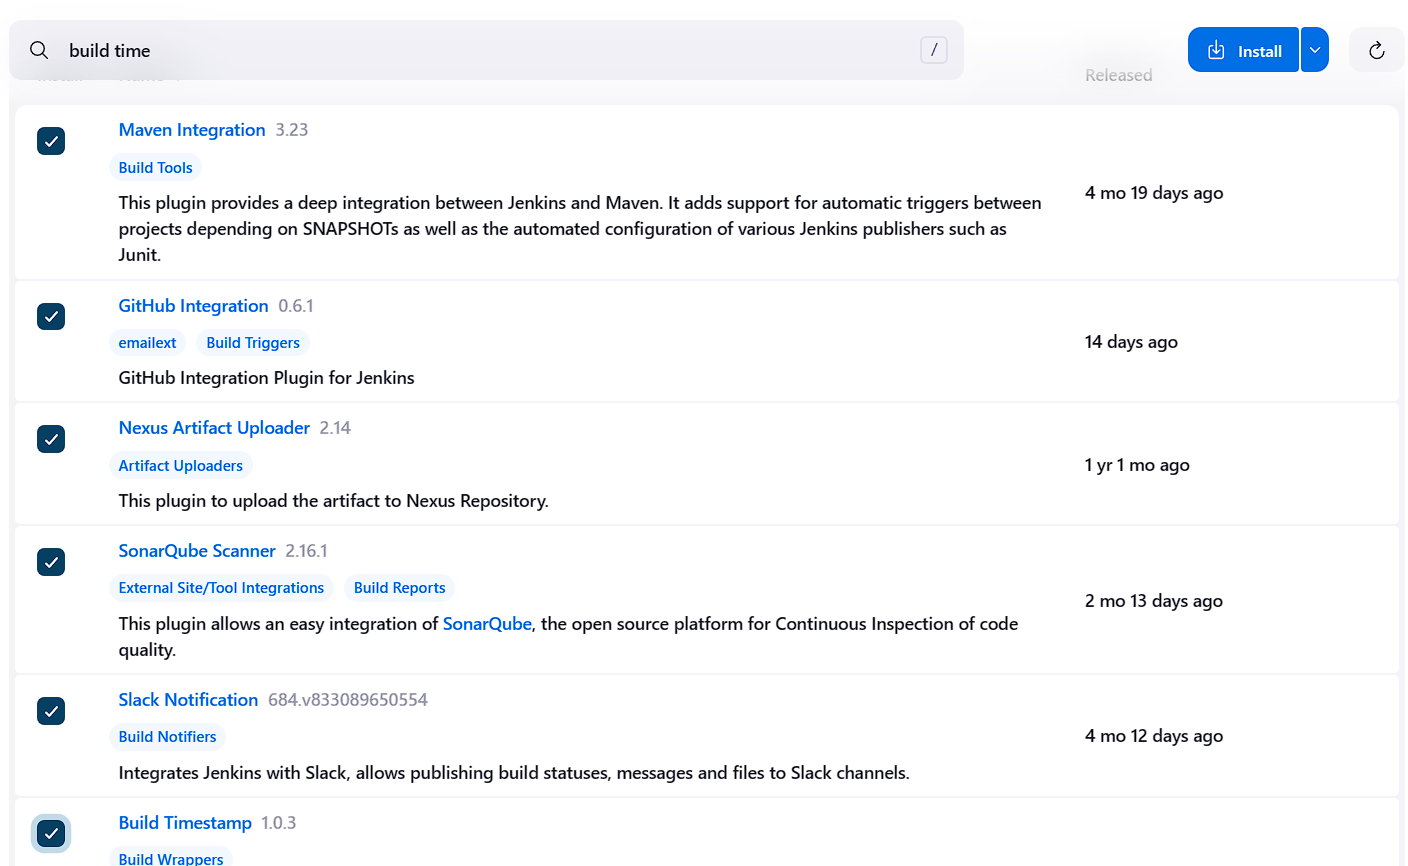 build time
/
Install
Released
Maven Integration 3.23
Build Tools
This plugin provides a deep integration between Jenkins and Maven. It adds support for automatic triggers between
projects depending on SNAPSHOTs as well as the automated configuration of various Jenkins publishers such as
Junit.
4 mo 19 days ago
GitHub Integration 0.6.1
emailext Build Triggers
GitHub Integration Plugin for Jenkins
14 days ago
Nexus Artifact Uploader 2.14
Artifact Uploaders
This plugin to upload the artifact to Nexus Repository.
1 yr 1 mo ago
SonarQube Scanner 2.16.1
External Site/Tool Integrations Build Reports
This plugin allows an easy integration of SonarQube, the open source platform for Continuous Inspection of code
quality.
2 mo 13 days ago
Slack Notification 684.v833089650554
Build Notifiers
Integrates Jenkins with Slack, allows publishing build statuses, messages and files to Slack channels.
4 mo 12 days ago
Build Timestamp 1.0.3
Build Wrappers